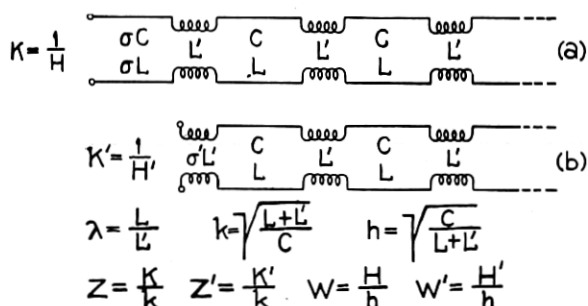 K=1/H σC L' C L' C L' (a)
σL L L
K'=1/H' σ'L' C L' C L' (b)
L L
λ=L/L' k=√(L+L'/C) h=√(C/L+L')
Z=K/k Z'=K'/k W=H/h W'=H'/h